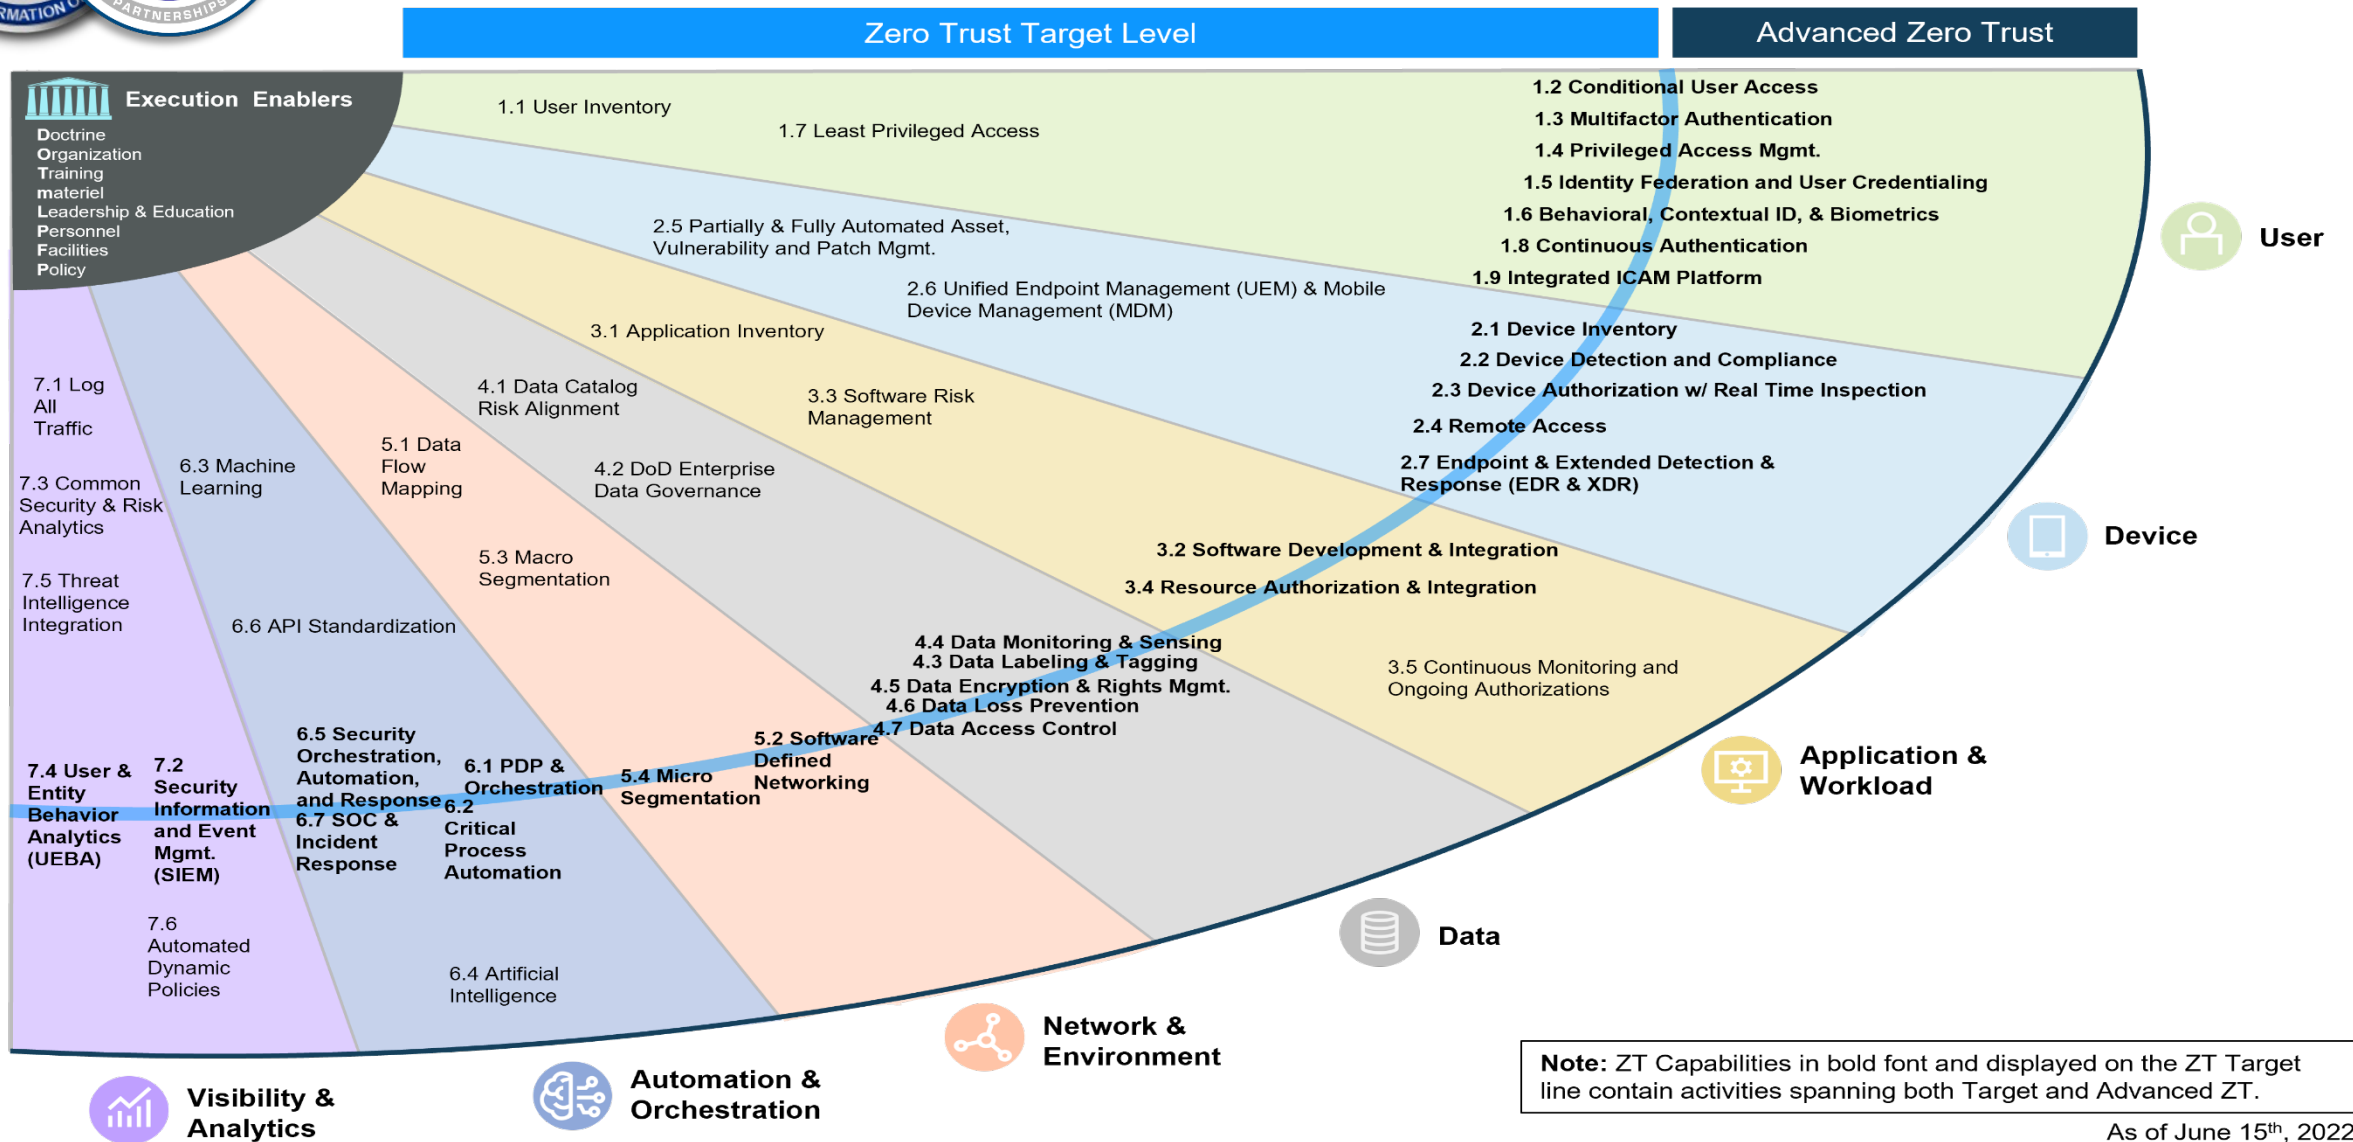 RMATION O
PARTNERSHIPS
Zero Trust Target Level
Advanced Zero Trust
Execution Enablers
Doctrine
Organization
Training
materiel
Leadership & Education
Personnel
Facilities
Policy
1.1 User Inventory
1.7 Least Privileged Access
1.2 Conditional User Access
1.3 Multifactor Authentication
1.4 Privileged Access Mgmt.
1.5 Identity Federation and User Credentialing
1.6 Behavioral, Contextual ID, & Biometrics
1.8 Continuous Authentication
1.9 Integrated ICAM Platform
User
2.5 Partially & Fully Automated Asset,
Vulnerability and Patch Mgmt.
2.6 Unified Endpoint Management (UEM) & Mobile
Device Management (MDM)
2.1 Device Inventory
2.2 Device Detection and Compliance
2.3 Device Authorization w/ Real Time Inspection
2.4 Remote Access
2.7 Endpoint & Extended Detection &
Response (EDR & XDR)
Device
3.1 Application Inventory
3.3 Software Risk
Management
3.2 Software Development & Integration
3.4 Resource Authorization & Integration
3.5 Continuous Monitoring and
Ongoing Authorizations
Application &
Workload
4.1 Data Catalog
Risk Alignment
4.2 DoD Enterprise
Data Governance
4.4 Data Monitoring & Sensing
4.3 Data Labeling & Tagging
4.5 Data Encryption & Rights Mgmt.
4.6 Data Loss Prevention
4.7 Data Access Control
Data
5.1 Data
Flow
Mapping
5.3 Macro
Segmentation
5.2 Software
Defined
Networking
5.4 Micro
Segmentation
Network &
Environment
6.3 Machine
Learning
6.6 API Standardization
6.5 Security
Orchestration,
Automation,
and Response
6.1 PDP &
Orchestration
6.7 SOC &
Incident
Response
6.2
Critical
Process
Automation
6.4 Artificial
Intelligence
Automation &
Orchestration
7.1 Log
All
Traffic
7.3 Common
Security & Risk
Analytics
7.5 Threat
Intelligence
Integration
7.4 User &
Entity
Behavior
Analytics
(UEBA)
7.2
Security
Information
and Event
Mgmt.
(SIEM)
7.6
Automated
Dynamic
Policies
Visibility &
Analytics
Note: ZT Capabilities in bold font and displayed on the ZT Target
line contain activities spanning both Target and Advanced ZT.
As of June 15th, 2022